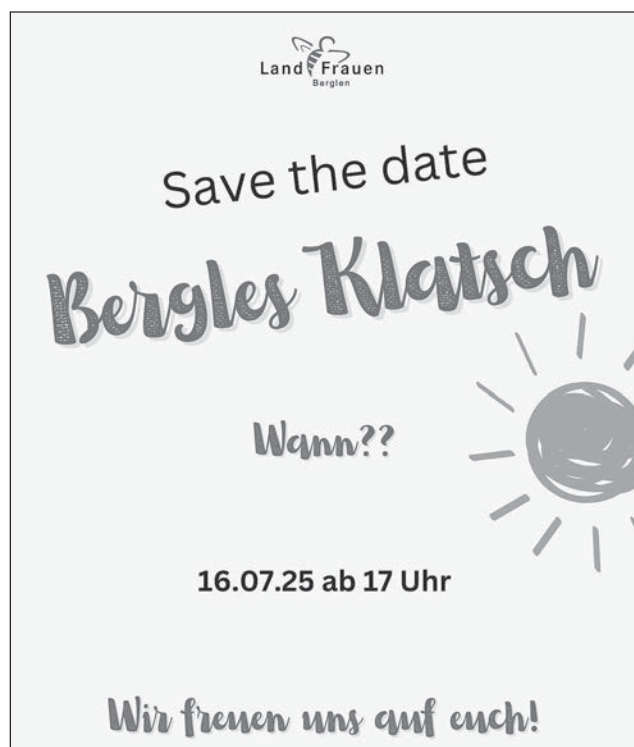 Land Frauen
Berglen
Save the date
Bergles Klatsch
Wann??
16.07.25 ab 17 Uhr
Wir freuen uns auf euch!